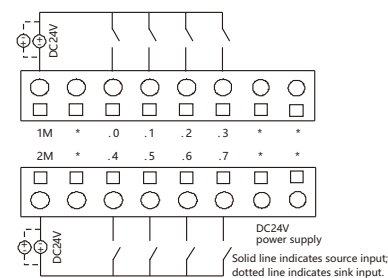 DC24V
1M * .0 .1 .2 .3 * *
2M * .4 .5 .6 .7 * *
DC24V
DC24V
power supply
Solid line indicates source input;
dotted line indicates sink input.